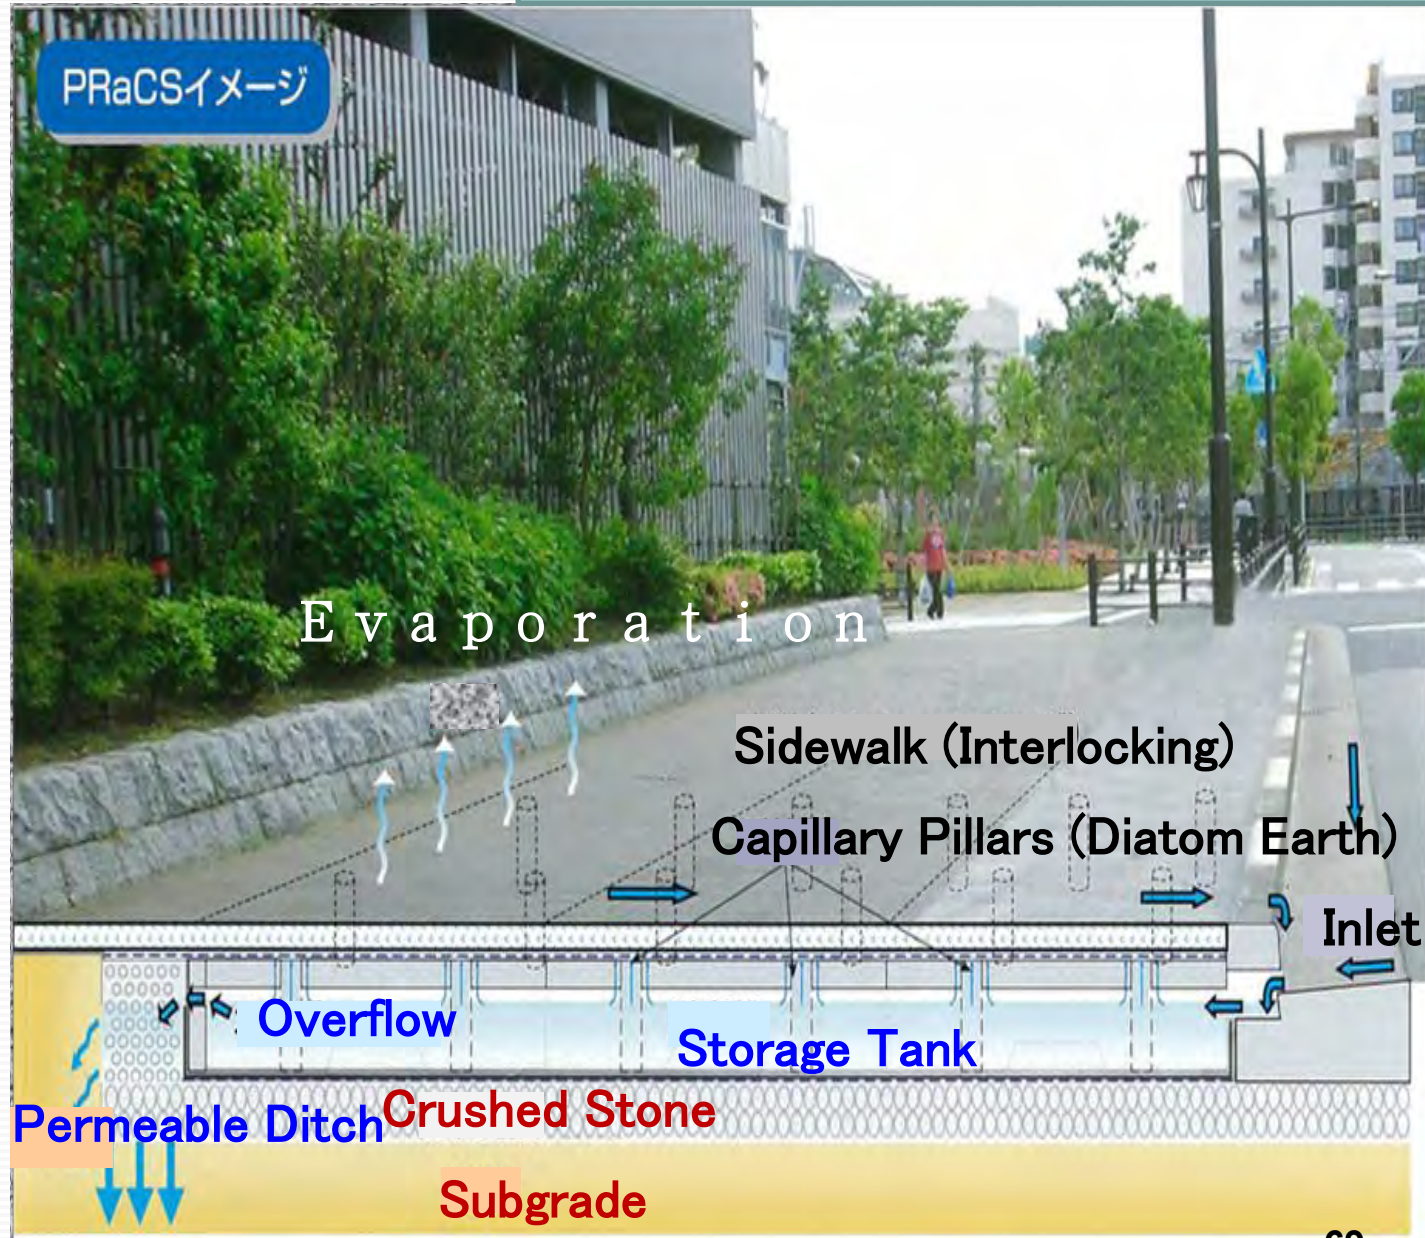 PRaCSイメージ
Evaporation
Sidewalk (Interlocking)
Capillary Pillars (Diatom Earth)
Inlet
Overflow
Storage Tank
Permeable Ditch
Crushed Stone
Subgrade